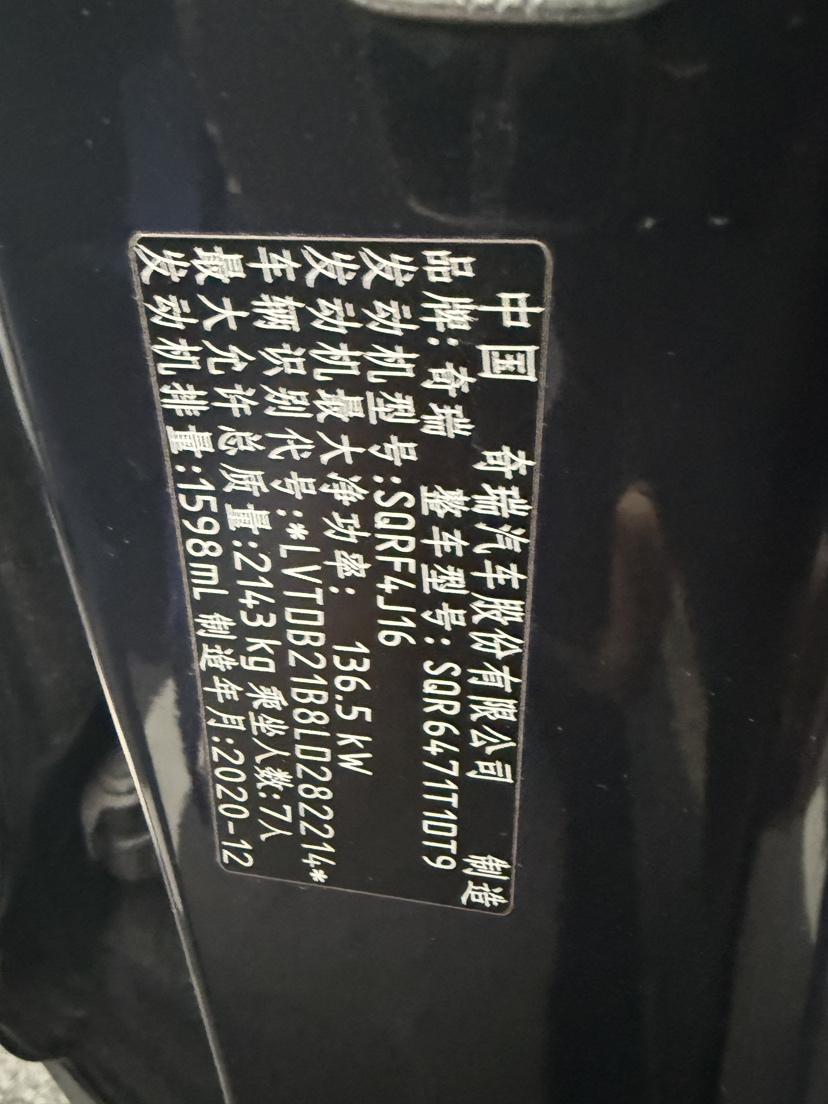 中国 奇瑞汽车股份有限公司 制造
品牌:奇瑞 整车型号:SQR6471T1DT9
发动机型号:SQRF4J16
发动机最大净功率: 136.5 kW
车辆识别代号:*LVTDB21B8LD282214*
最大允许总质量:2143kg 乘坐人数:7人
发动机排量:1598mL 制造年月:2020-12